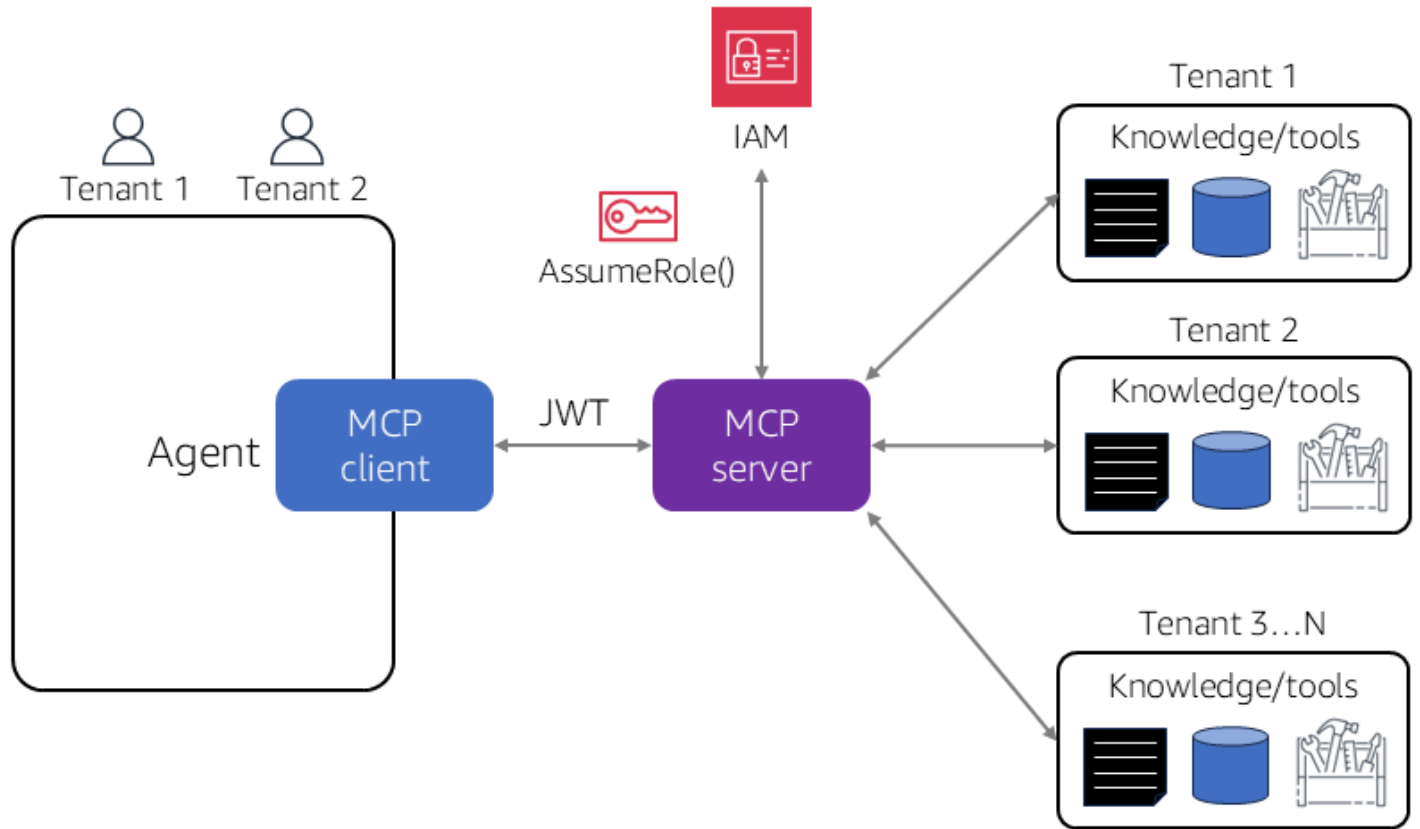 Tenant 1
Tenant 2
Agent
MCP
client
JWT
IAM
AssumeRole()
MCP
server
Tenant 1
Knowledge/tools
Tenant 2
Knowledge/tools
Tenant 3...N
Knowledge/tools